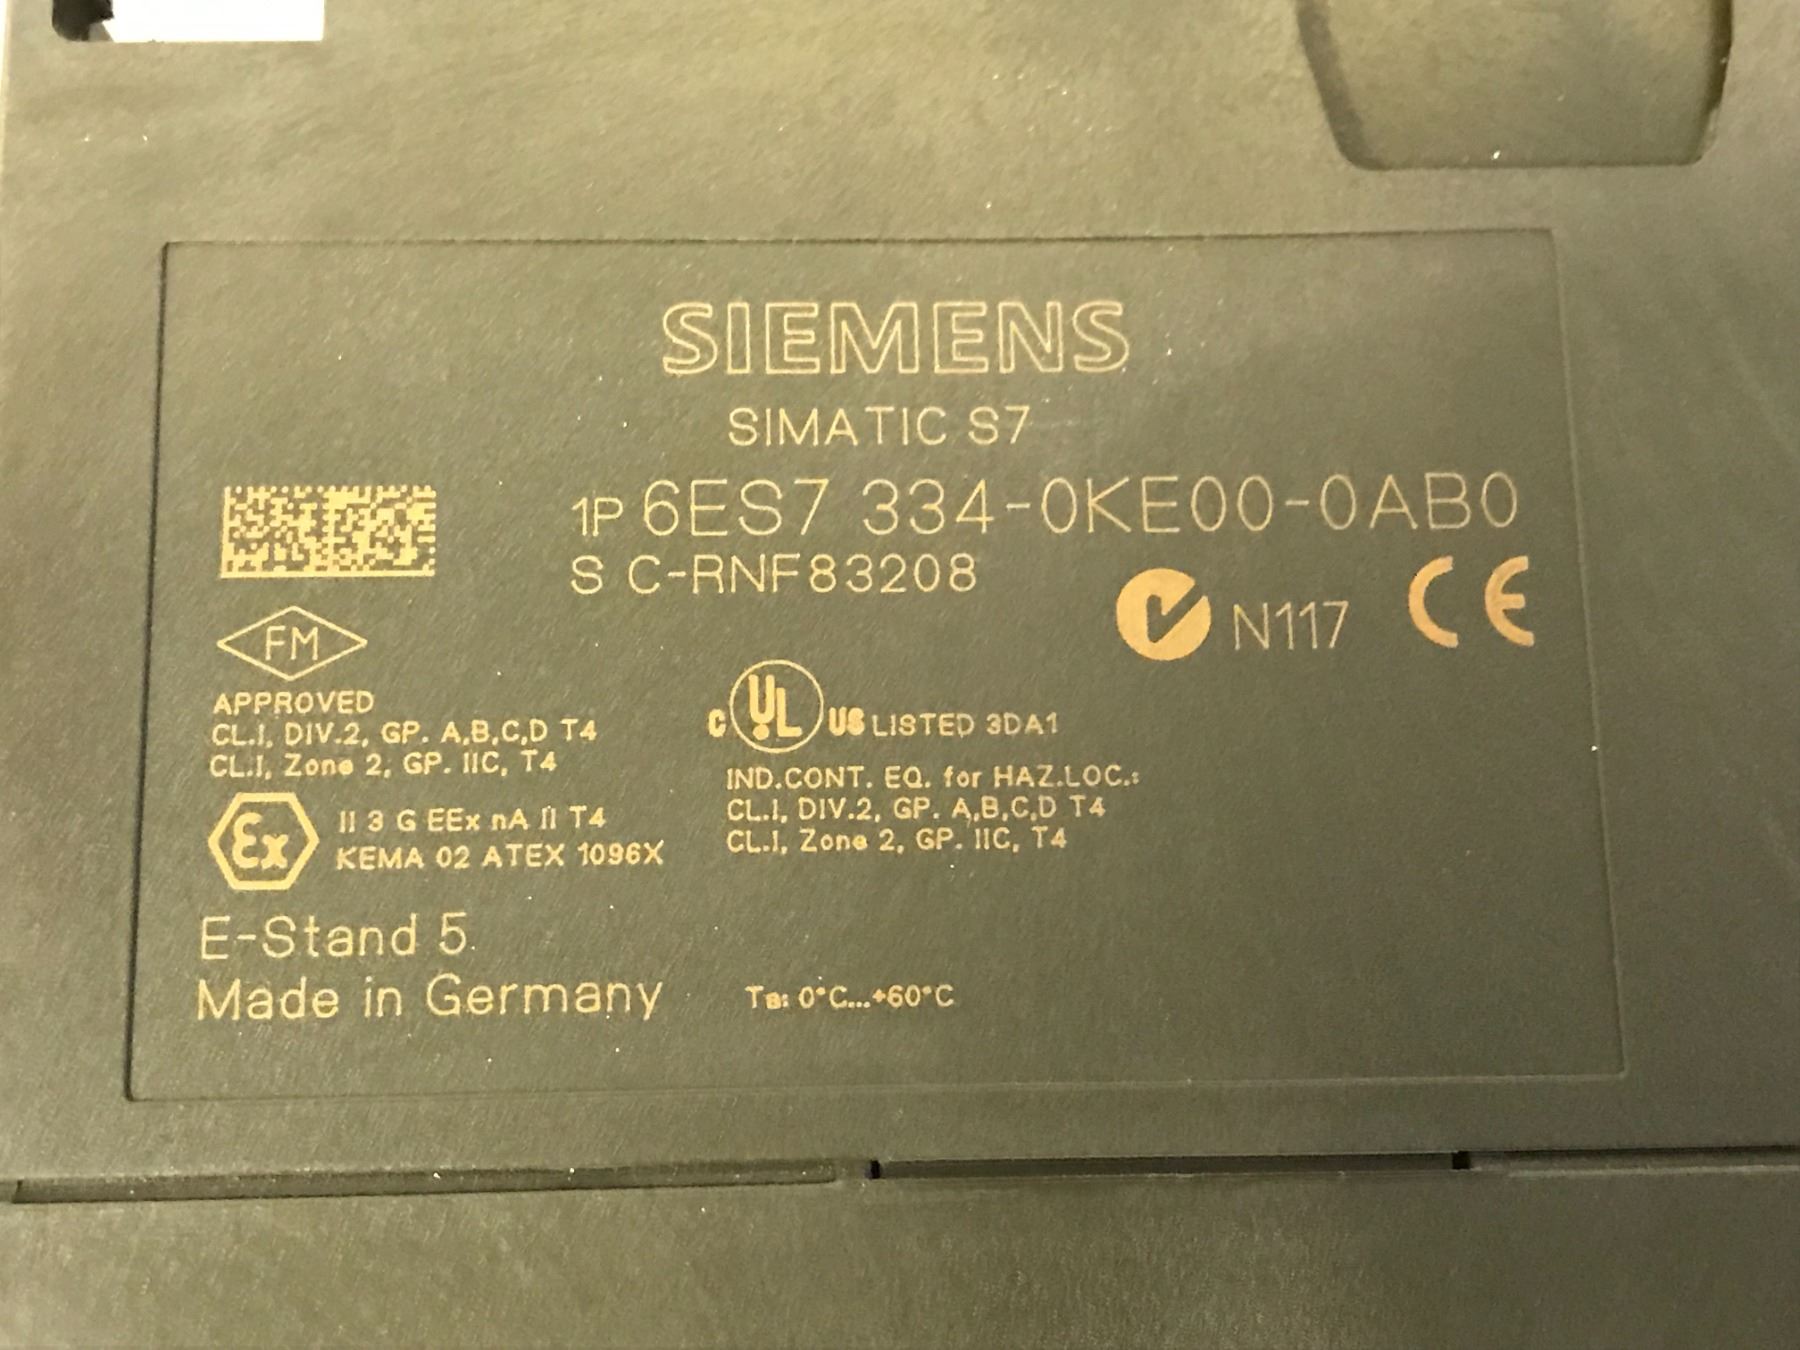 SIEMENS
SIMATIC S7
1P 6ES7 334-0KE00-0AB0
S C-RNF83208
N117 CE
FM
APPROVED
CL.I, DIV.2, GP. A,B,C,D T4
CL.I, Zone 2, GP. IIC, T4
C UL US LISTED 3DA1
IND.CONT. EQ. for HAZ.LOC.:
CL.I, DIV.2, GP. A,B,C,D T4
CL.I, Zone 2, GP. IIC, T4
Ex II 3 G EEx nA II T4
KEMA 02 ATEX 1096X
E-Stand 5
Made in Germany
Ta: 0°C...+60°C